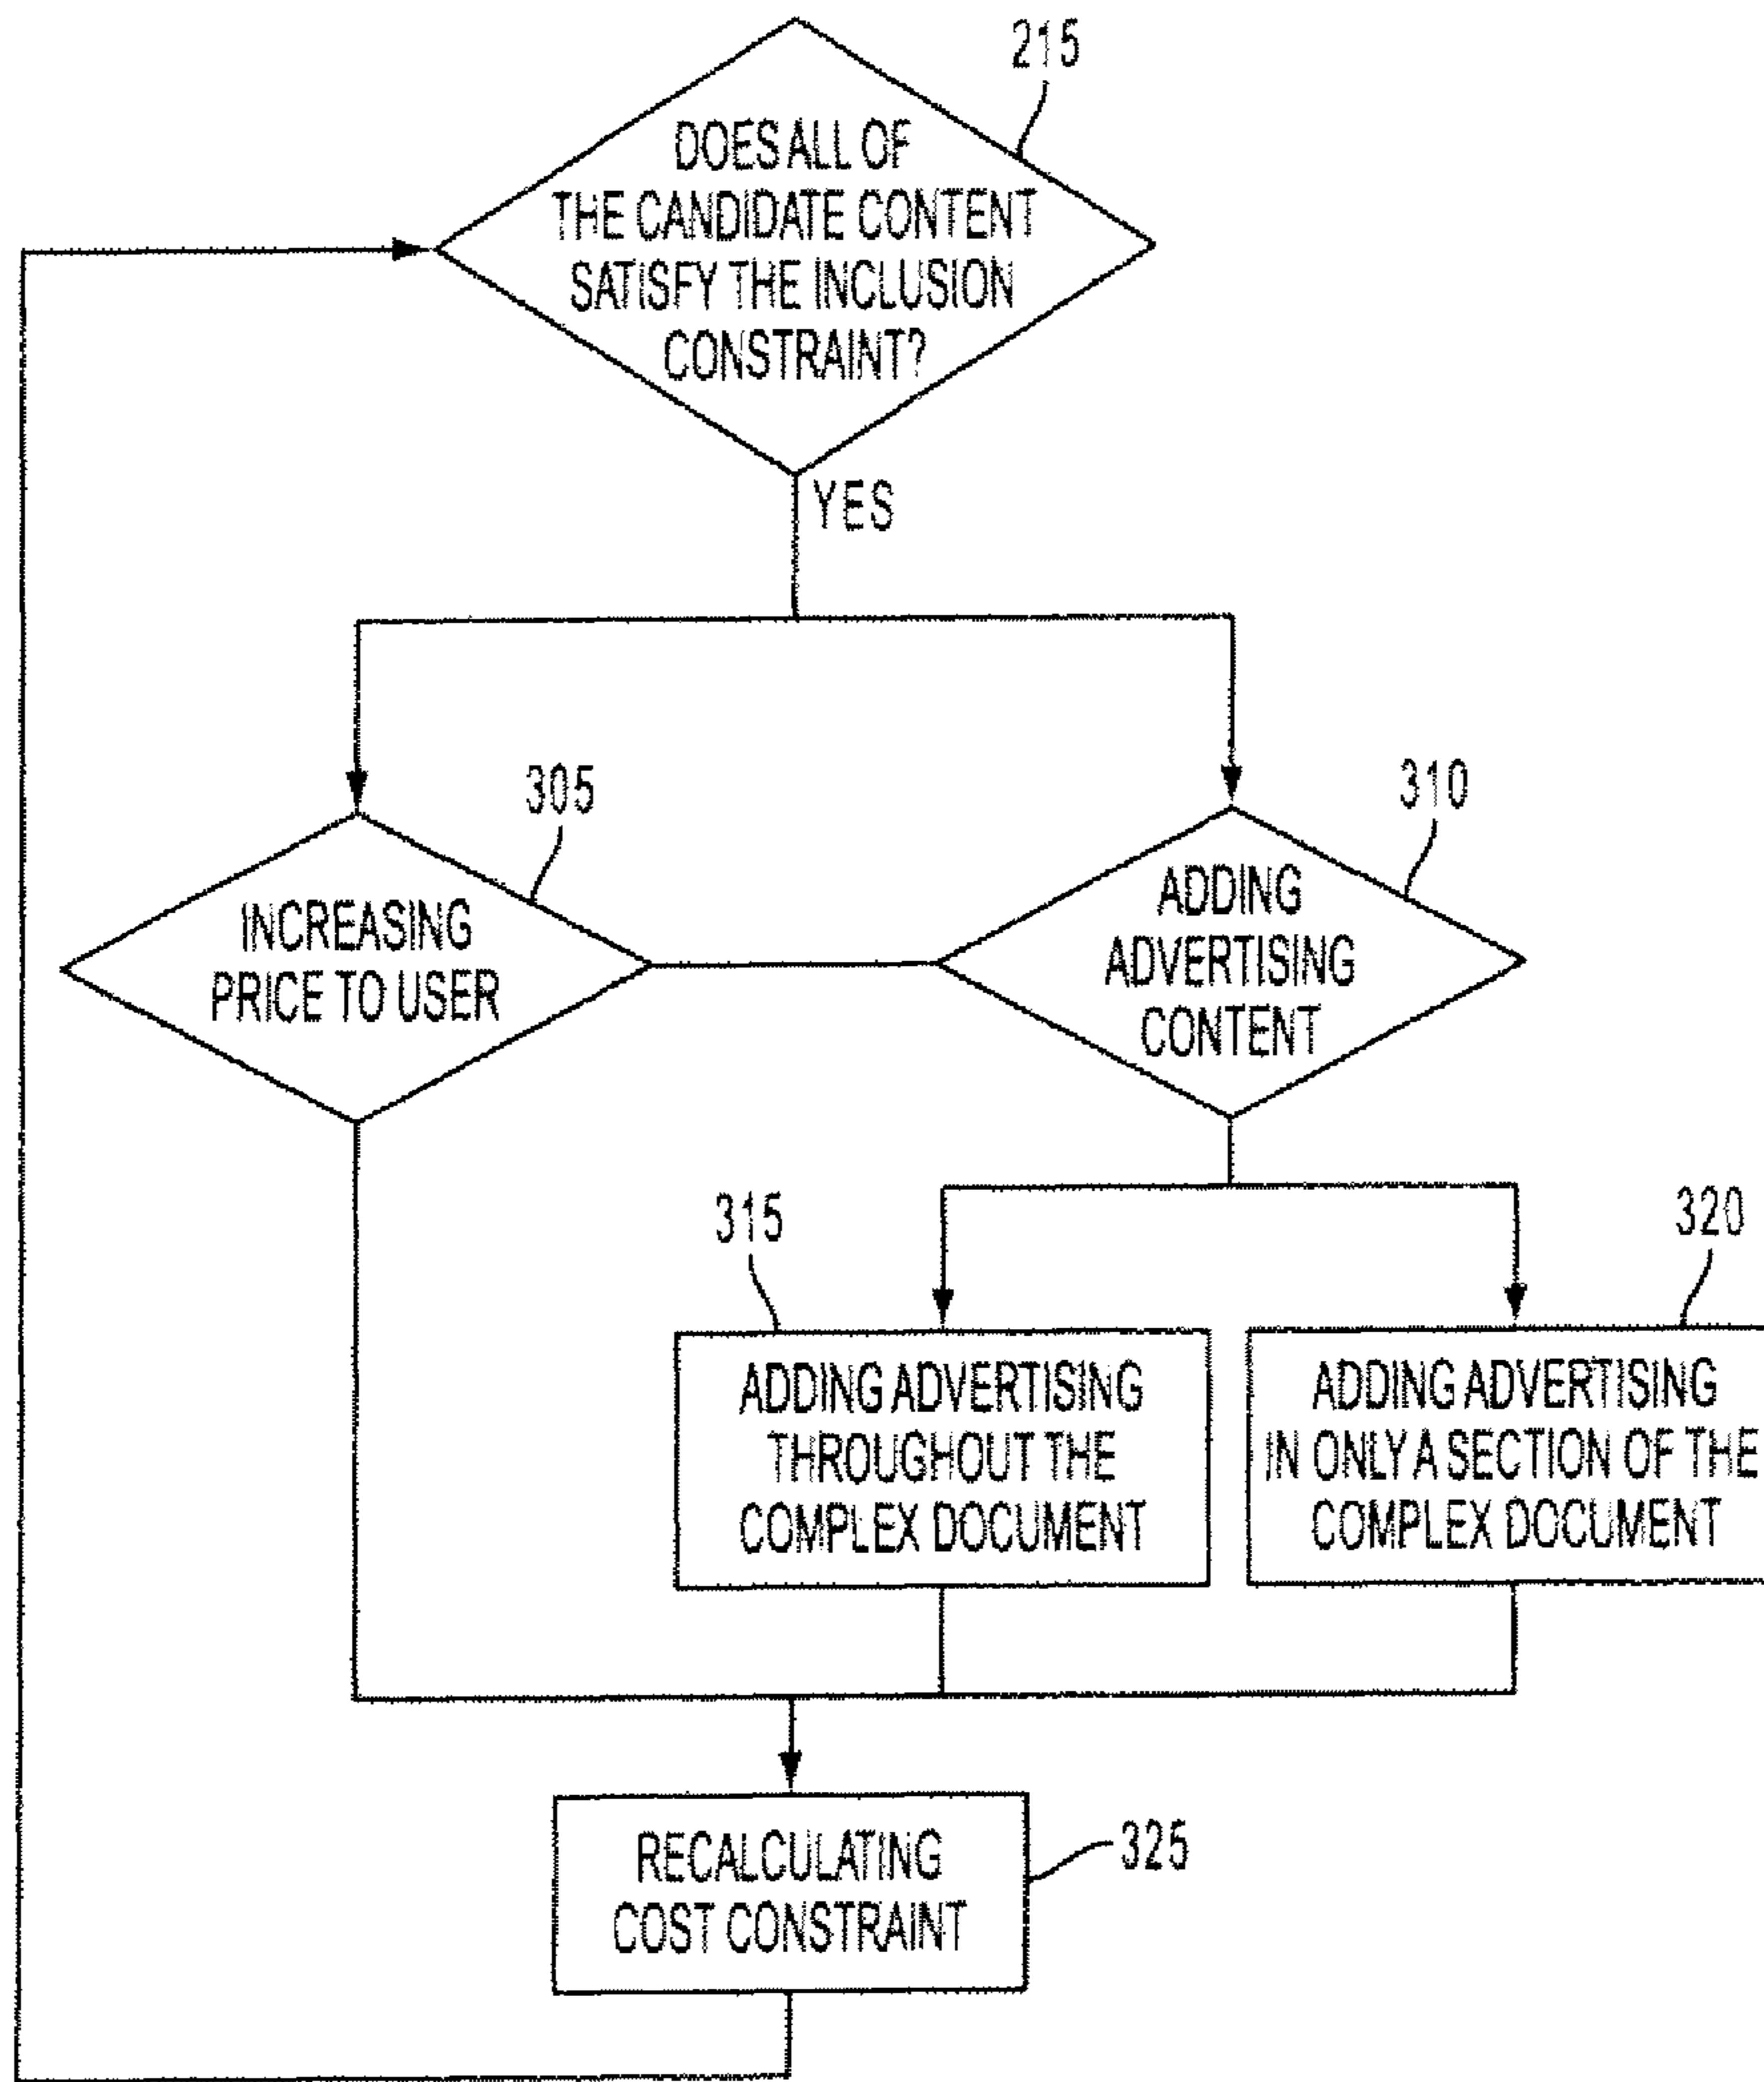 215
DOES ALL OF
THE CANDIDATE CONTENT
SATISFY THE INCLUSION
CONSTRAINT?
YES
305
INCREASING
PRICE TO USER
310
ADDING
ADVERTISING
CONTENT
315
ADDING ADVERTISING
THROUGHOUT THE
COMPLEX DOCUMENT
320
ADDING ADVERTISING
IN ONLY A SECTION OF THE
COMPLEX DOCUMENT
RECALCULATING
COST CONSTRAINT
325